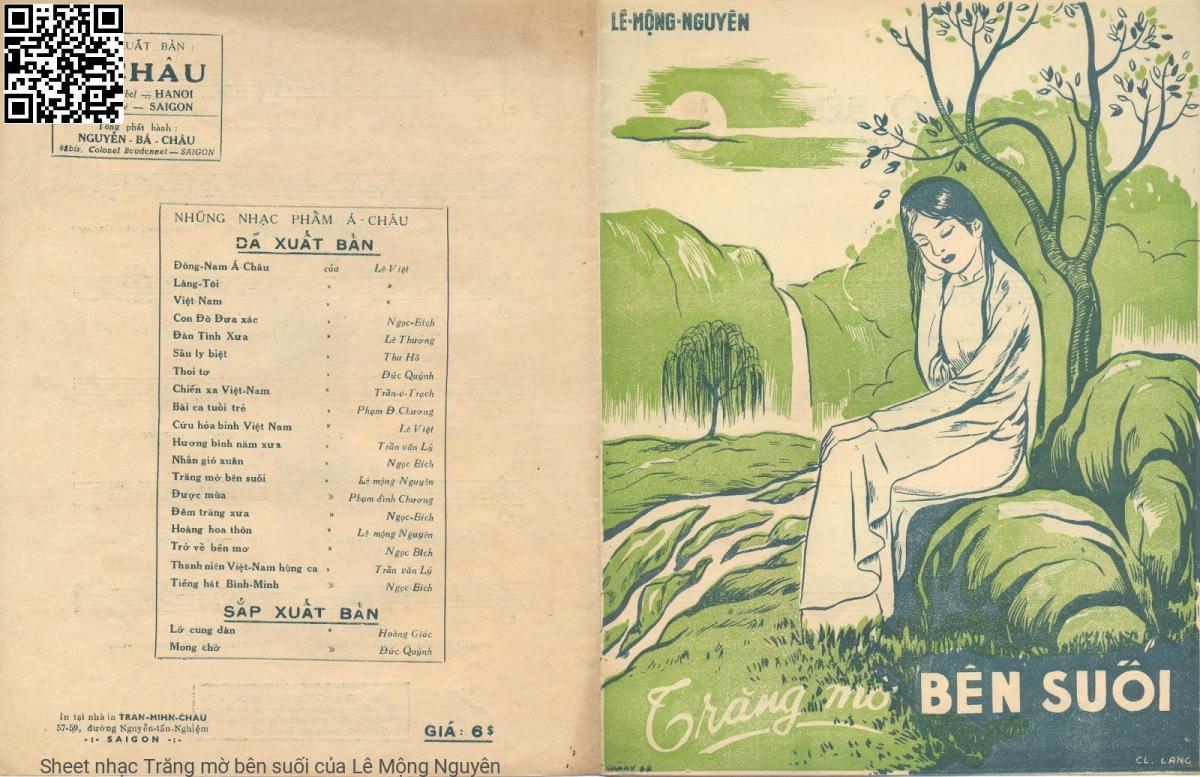 UẤT BẢN :
HÂU
bel — HANOI
— SAIGON
Tổng phát hành :
NGUYỄN - BÁ - CHÂU
92bis, Colonel Boudonnet — SAIGON
NHỮNG NHẠC PHẨM Á - CHÂU
ĐÃ XUẤT BẢN
Đông-Nam Á-Châu của Lê-Việt
Làng-Tôi " "
Việt-Nam " "
Con Đò Đưa xác " Ngọc-Bích
Đàn Tình Xưa " Lê Thương
Sầu ly biệt " Thu Hồ
Thoi tơ " Đức Quỳnh
Chiến xa Việt-Nam " Trần-v-Trạch
Bài ca tuổi trẻ " Phạm Đ.Chương
Cứu hỏa binh Việt Nam " Lê Việt
Hương bình năm xưa " Trần văn Lý
Nhắn gió xuân " Ngọc Bích
Trăng mờ bên suối " Lê mộng Nguyên
Được mùa » Phạm đình Chương
Đêm trăng xưa » Ngọc-Bích
Hoàng hoa thôn " Lê mộng Nguyên
Trở về bến mơ " Ngọc Bích
Thanh niên Việt-Nam hùng ca " Trần văn Lý
Tiếng hát Bình-Minh » Ngọc-Bích
SẮP XUẤT BẢN
Lỡ cung đàn " Hoàng Giác
Mong chờ » Đức Quỳnh
In tại nhà in TRAN-MIHN-CHAU
57-59, đường Nguyễn-tấn-Nghiệm
-:- SAIGON -:-
GIÁ : 6$
Sheet nhạc Trăng mờ bên suối của Lê Mộng Nguyên
LÊ-MỘNG-NGUYÊN
Trăng mờ BÊN SUỐI
CL. LANG